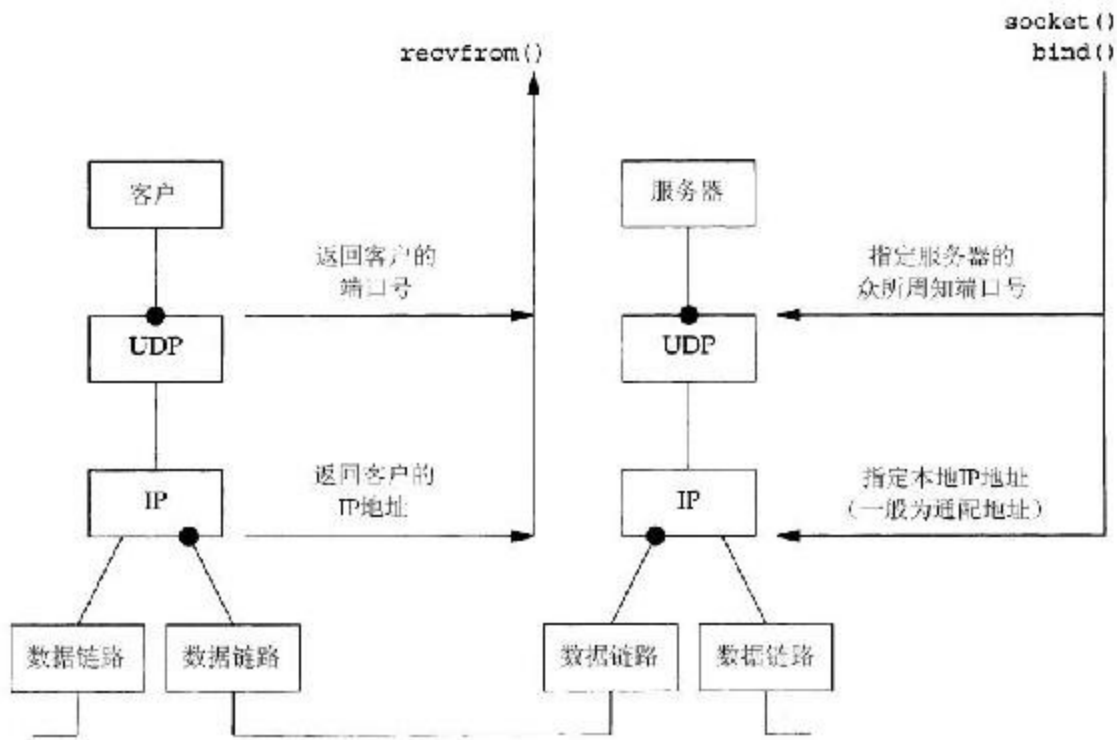 socket()
bind()
recvfrom()
客户
服务器
返回客户的
端口号
指定服务器的
众所周知端口号
UDP
UDP
返回客户的
IP地址
指定本地IP地址
（一般为通配地址）
IP
IP
数据链路
数据链路
数据链路
数据链路